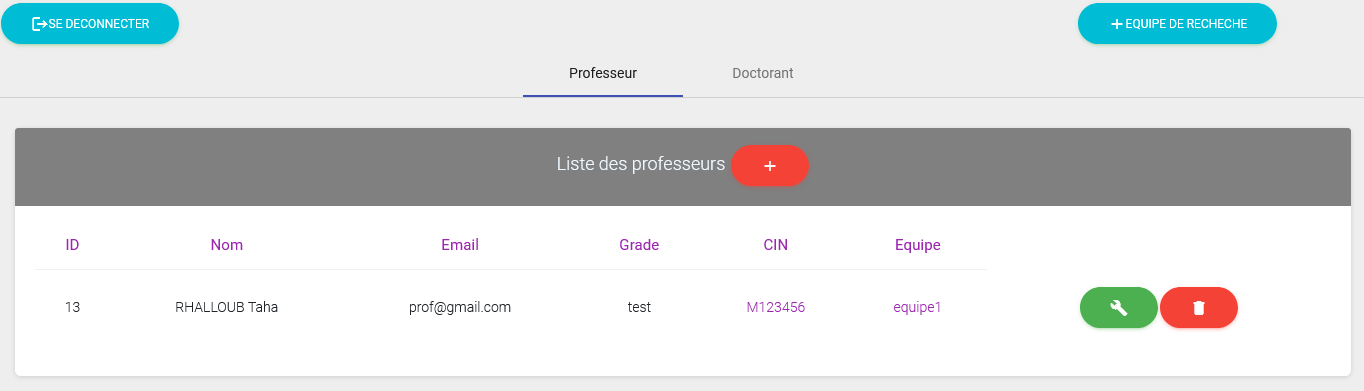 SE DECONNECTER
EQUIPE DE RECHECHE
Professeur Doctorant
Liste des professeurs
ID Nom Email Grade CIN Equipe
13 RHALLOUB Taha prof@gmail.com test M123456 equipe1